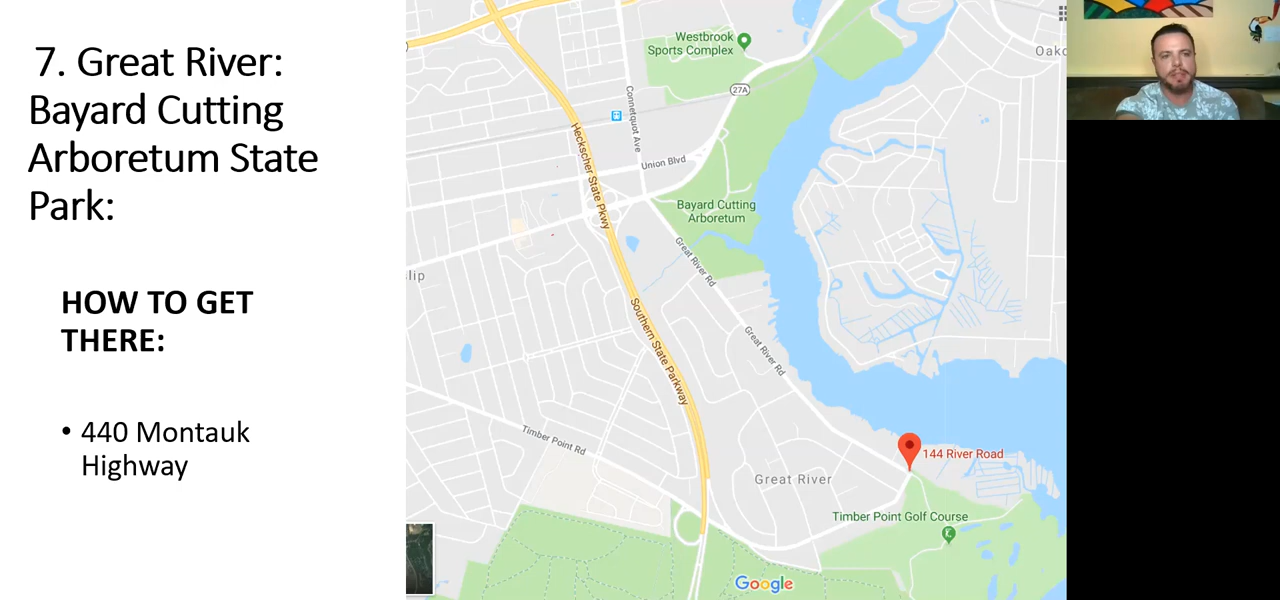 7. Great River:
Bayard Cutting
Arboretum State
Park:
HOW TO GET
THERE:
• 440 Montauk
Highway
Westbrook
Sports Complex
27A
Oakd
Connetquot Ave
Heckscher State Pkwy
Union Blvd
Bayard Cutting
Arboretum
Great River Rd
slip
Southern State Parkway
Great River Rd
Timber Point Rd
144 River Road
Great River
Timber Point Golf Course
Google